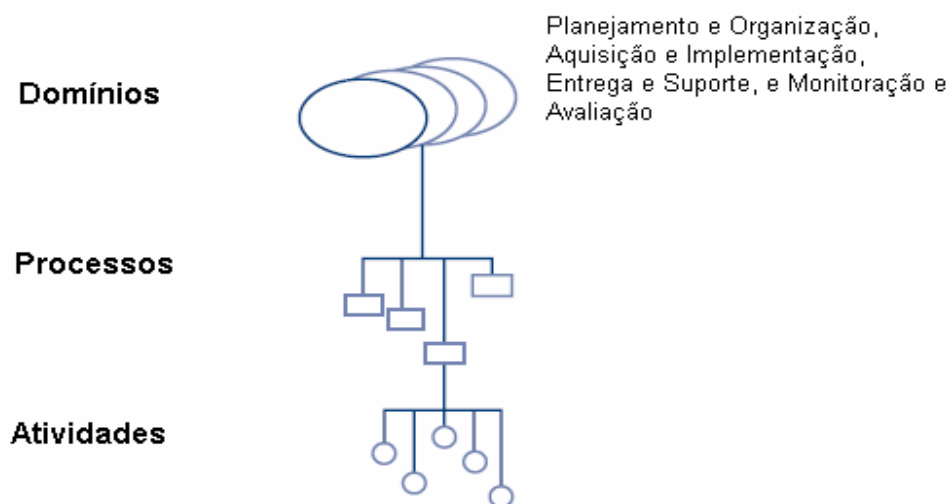 Planejamento e Organização,
Aquisição e Implementação,
Entrega e Suporte, e Monitoração e
Avaliação
Domínios
Processos
Atividades